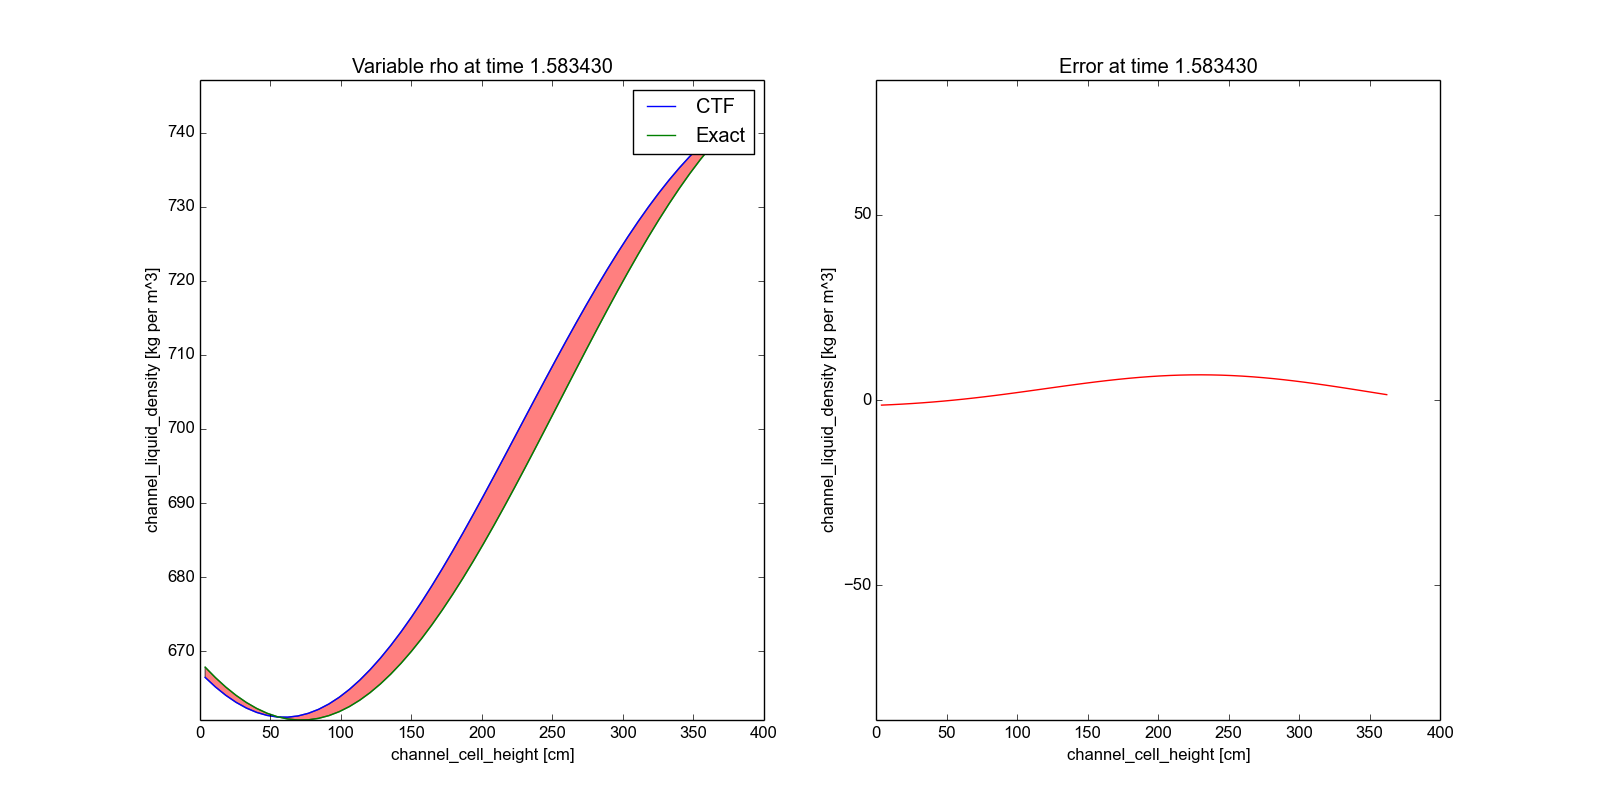 Variable rho at time 1.583430
CTF
Exact
740
730
720
710
700
690
680
670
channel_liquid_density [kg per m^3]
0 50 100 150 200 250 300 350 400
channel_cell_height [cm]
Error at time 1.583430
50
0
−50
channel_liquid_density [kg per m^3]
0 50 100 150 200 250 300 350 400
channel_cell_height [cm]